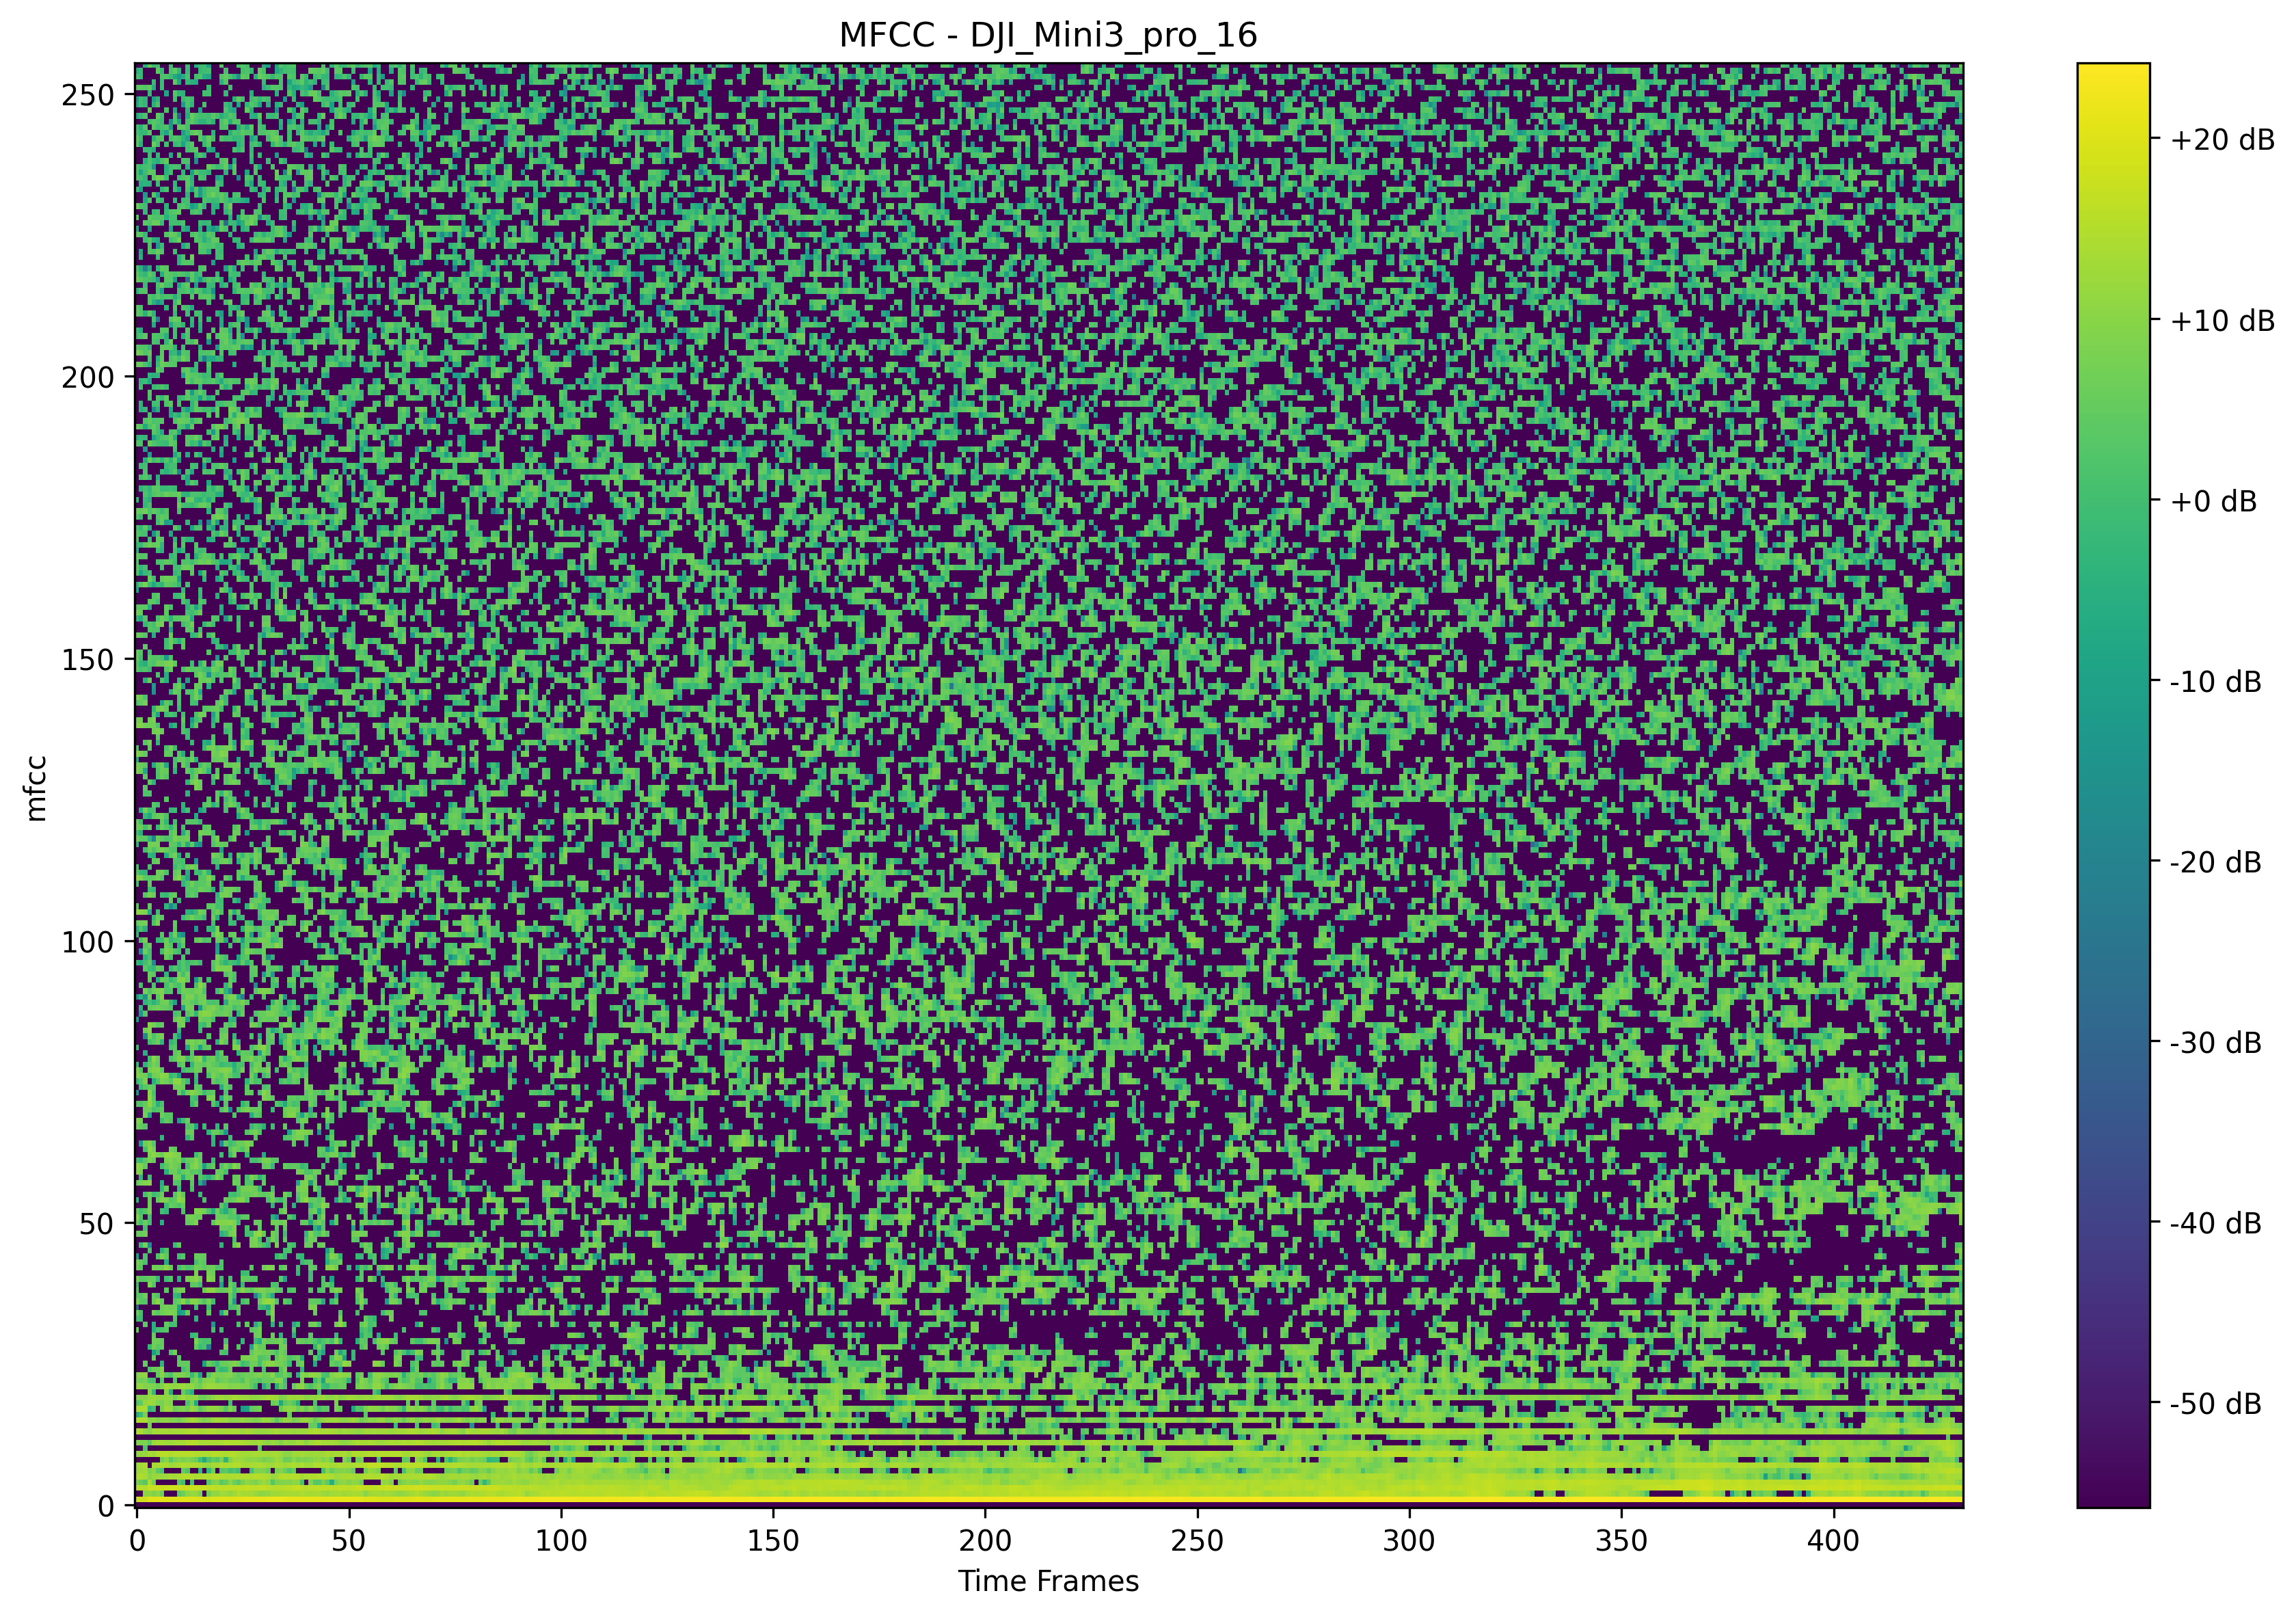 MFCC - DJI_Mini3_pro_16
250
200
150
100
50
0
mfcc
0
50
100
150
200
250
300
350
400
Time Frames
+20 dB
+10 dB
+0 dB
-10 dB
-20 dB
-30 dB
-40 dB
-50 dB